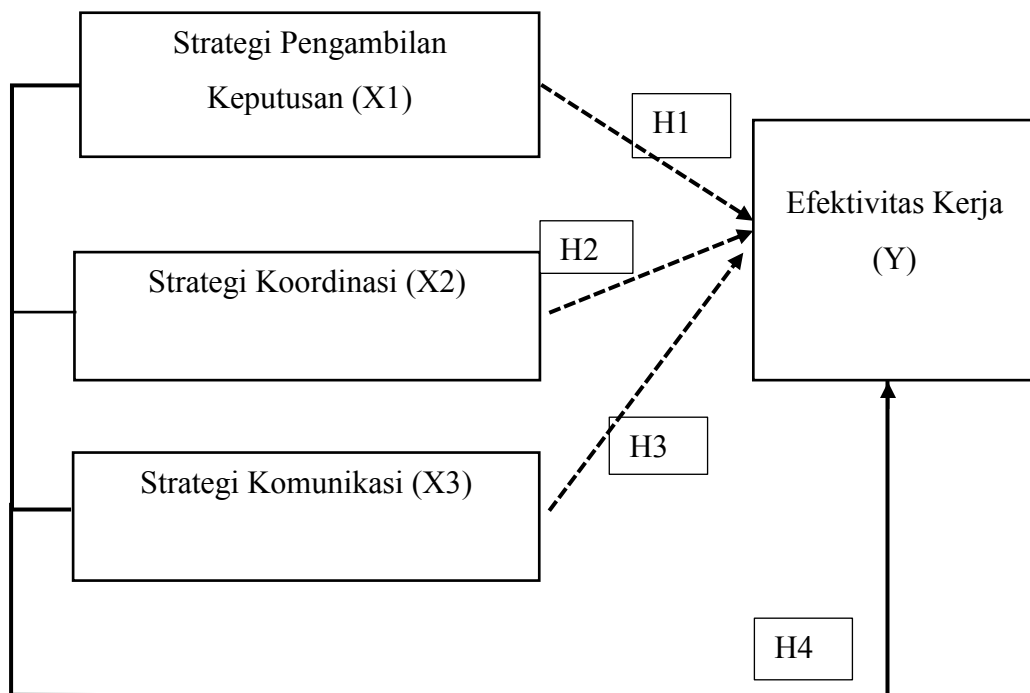 Strategi Pengambilan
Keputusan (X1)
H1
Efektivitas Kerja
(Y)
H2
Strategi Koordinasi (X2)
H3
Strategi Komunikasi (X3)
H4